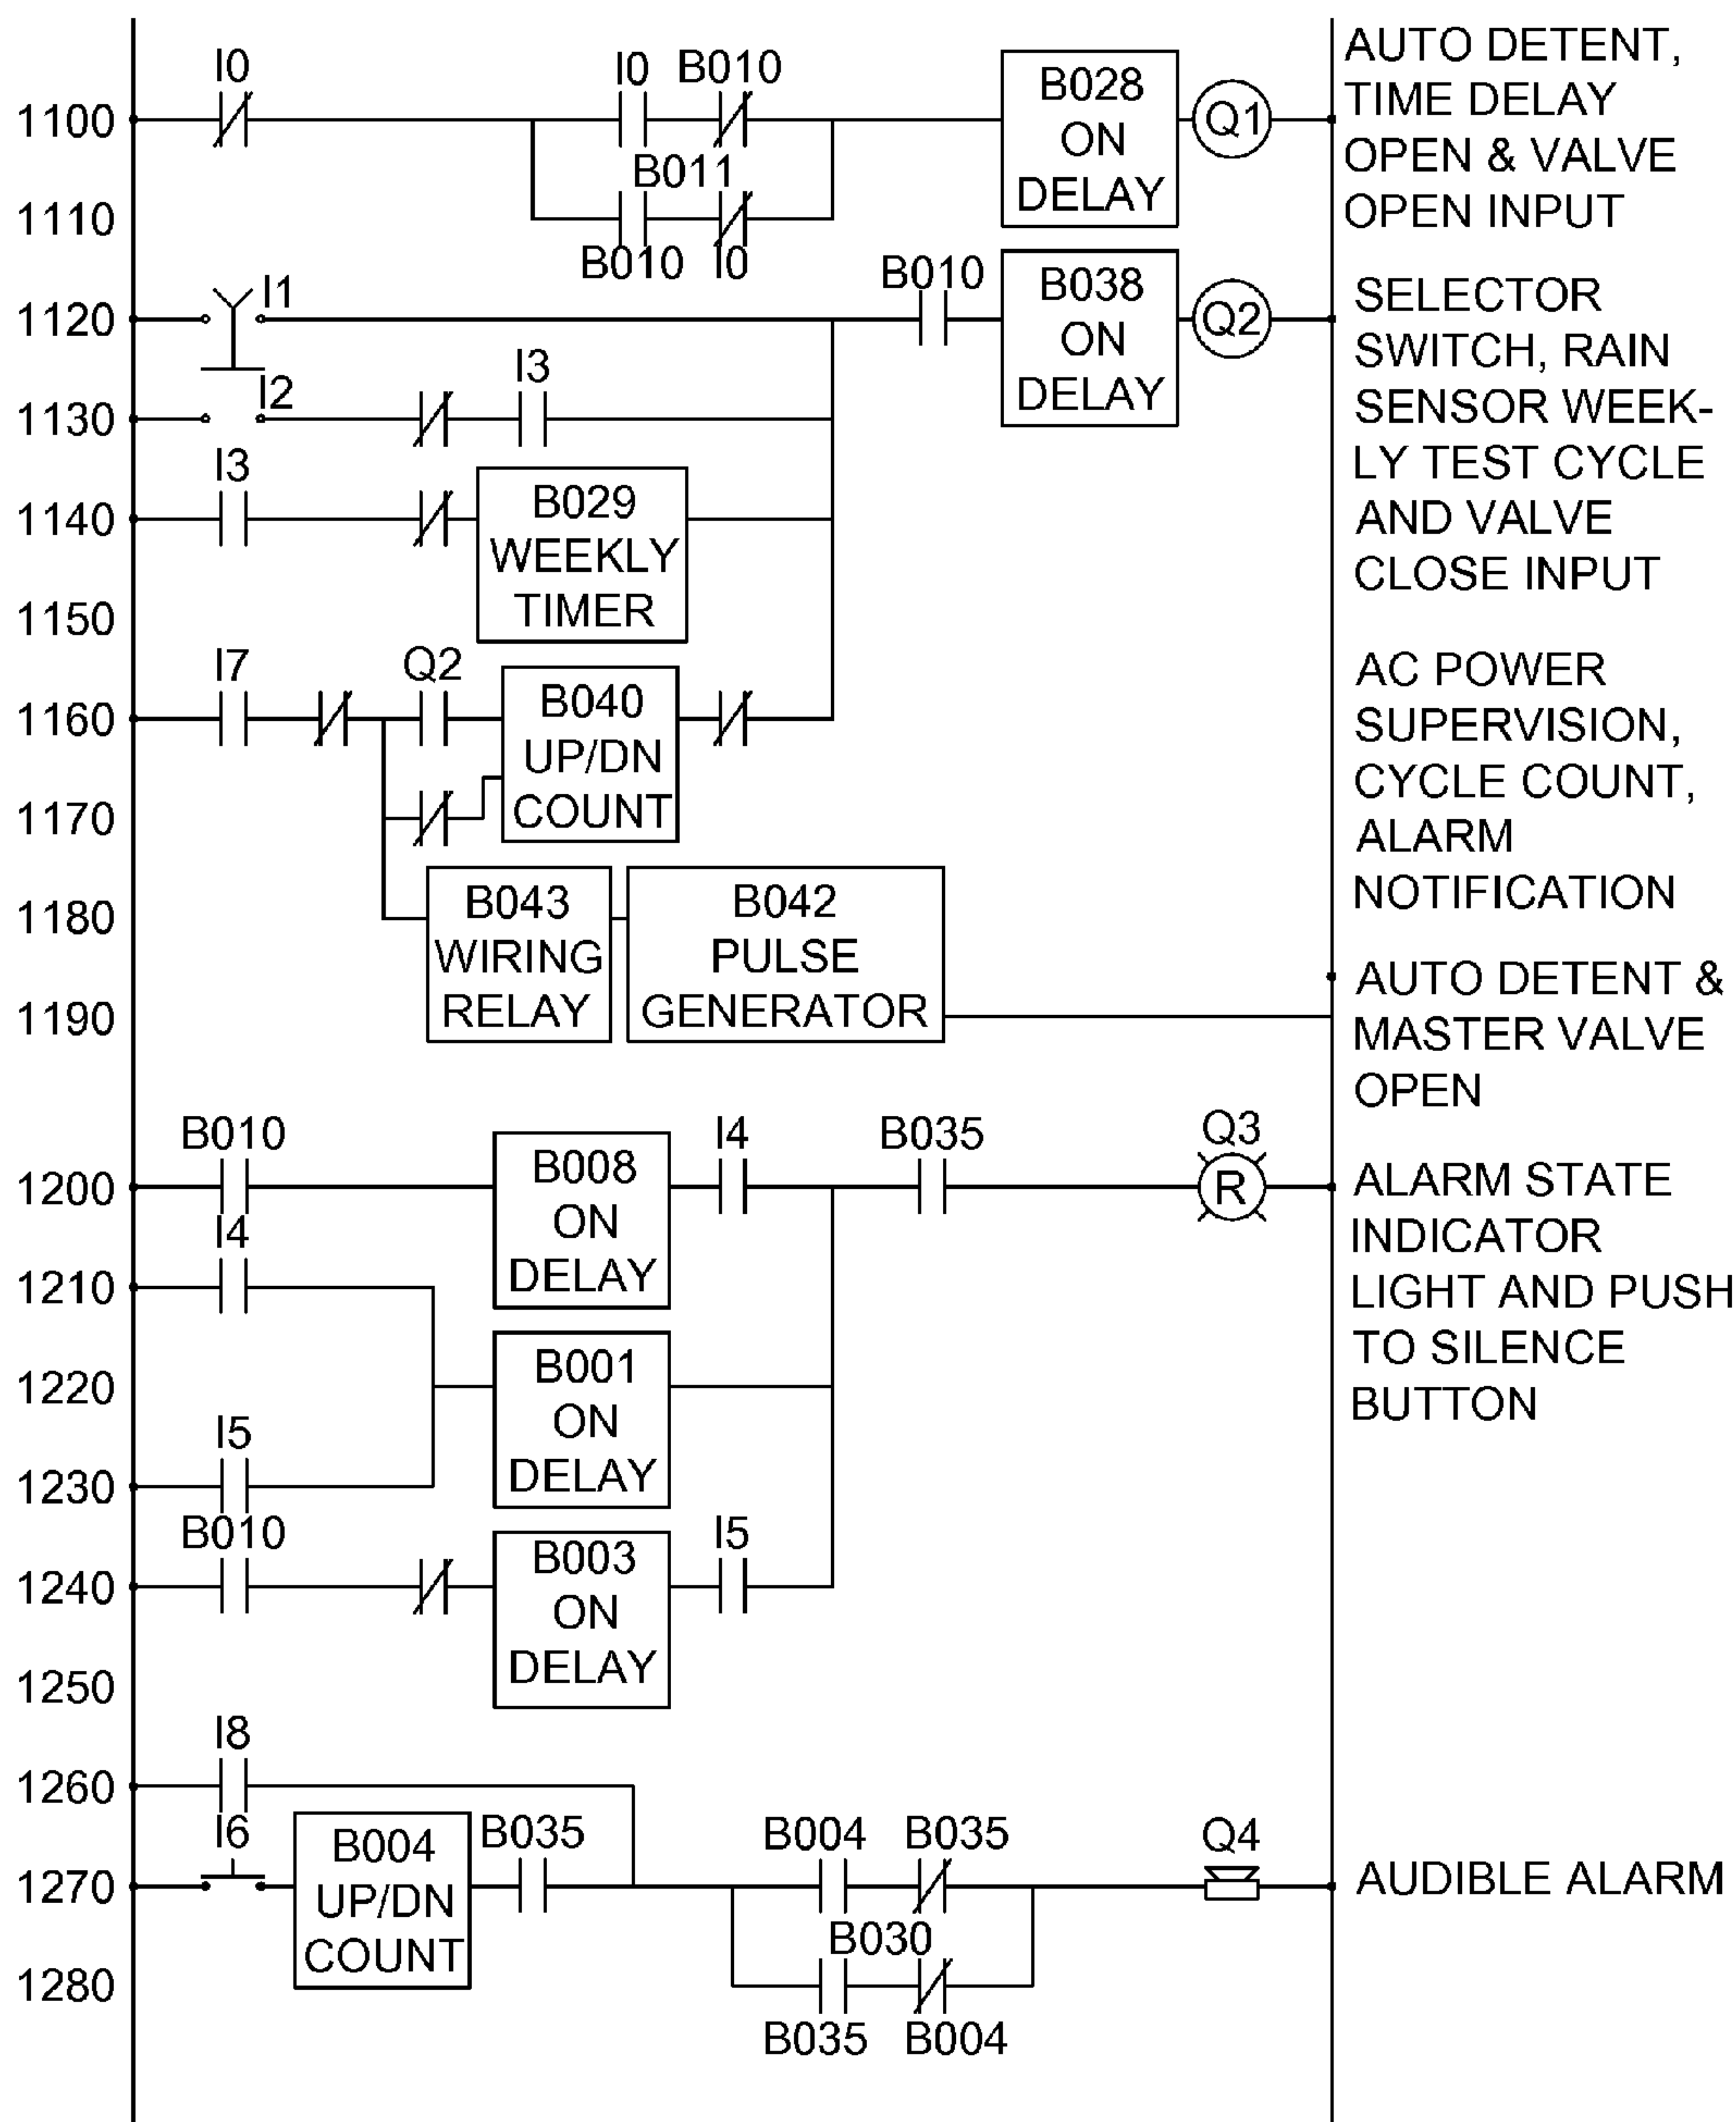 I0
I0 B010
1100
B028
ON
DELAY
Q1
AUTO DETENT,
TIME DELAY
OPEN & VALVE
OPEN INPUT
B011
1110
B010 I0
I1
B010
1120
B038
ON
DELAY
Q2
SELECTOR
SWITCH, RAIN
SENSOR WEEK-
LY TEST CYCLE
AND VALVE
CLOSE INPUT
I2
I3
1130
I3
1140
B029
WEEKLY
TIMER
1150
I7
Q2
1160
B040
UP/DN
COUNT
AC POWER
SUPERVISION,
CYCLE COUNT,
ALARM
NOTIFICATION
1170
1180
B043
WIRING
RELAY
B042
PULSE
GENERATOR
1190
AUTO DETENT &
MASTER VALVE
OPEN
B010
I4
B035
Q3
1200
B008
ON
DELAY
R
ALARM STATE
INDICATOR
LIGHT AND PUSH
TO SILENCE
BUTTON
I4
1210
1220
B001
ON
DELAY
I5
1230
B010
I5
1240
B003
ON
DELAY
1250
I8
1260
I6
B035
B004
B035
Q4
1270
B004
UP/DN
COUNT
AUDIBLE ALARM
B030
1280
B035
B004